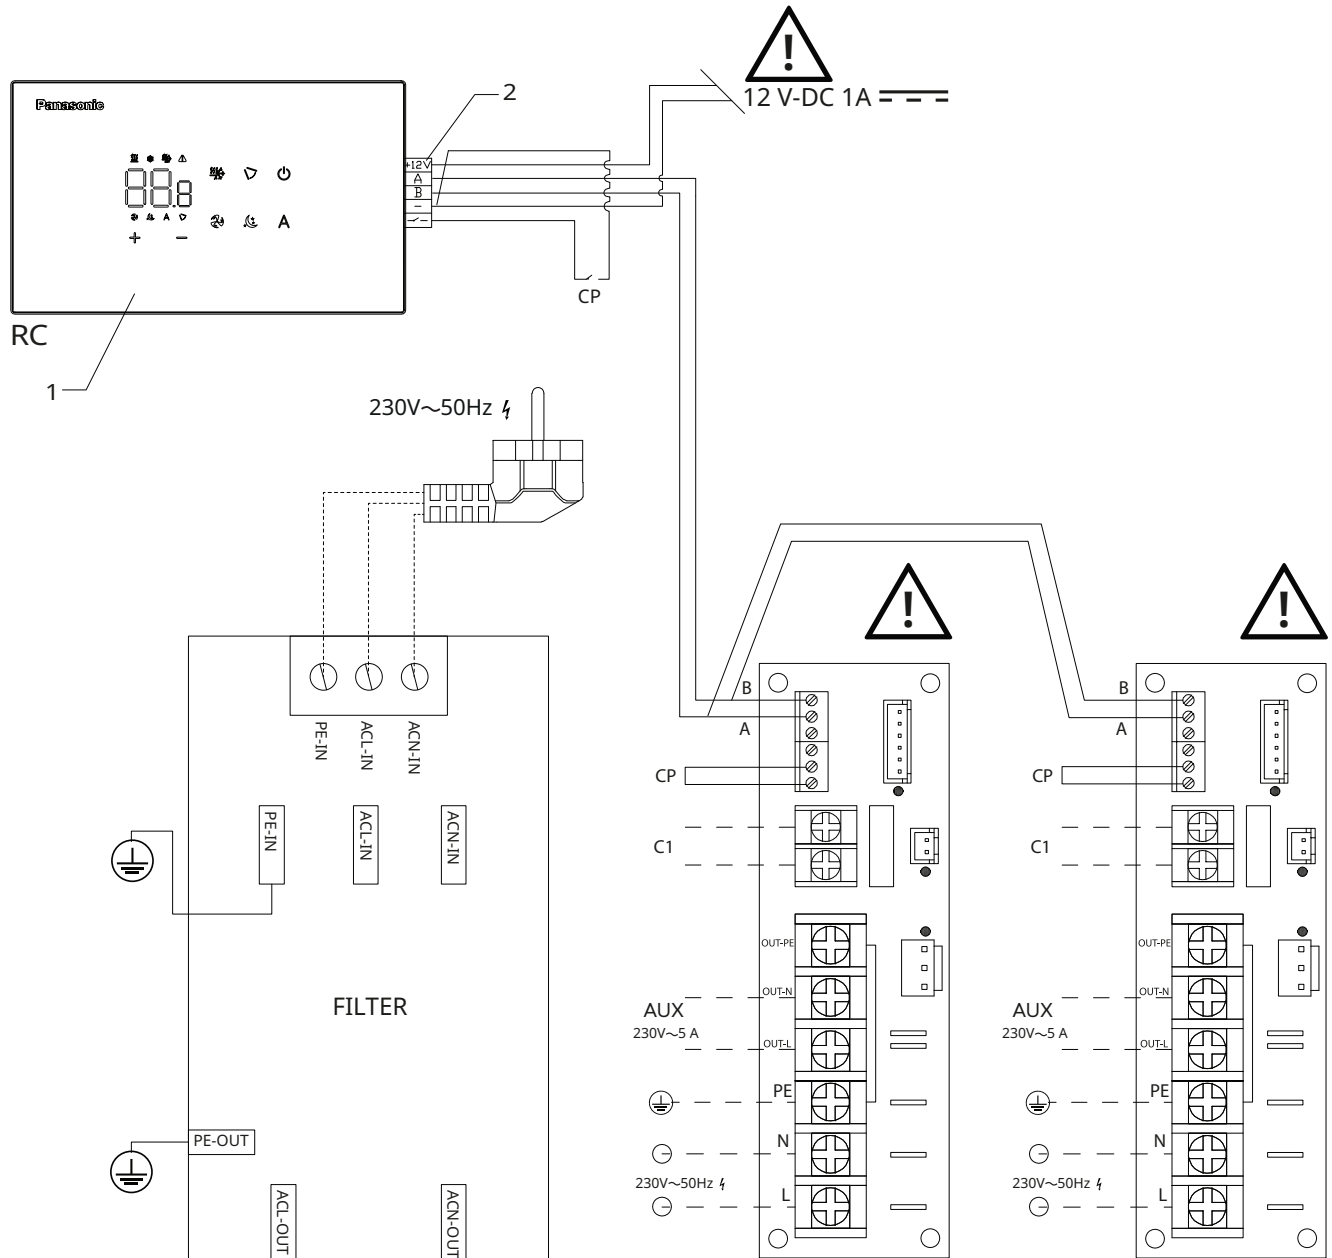 Panasonic
2
12 V-DC 1A
+12V
A
B
-
A
A
+ -
CP
RC
1
230V~50Hz
B
A
B
A
PE-IN
ACL-IN
ACN-IN
CP
CP
PE-IN
ACL-IN
ACN-IN
C1
C1
OUT-PE
OUT-PE
FILTER
OUT-N
OUT-N
AUX
230V~5 A
AUX
230V~5 A
OUT-L
OUT-L
PE
PE
PE-OUT
N
N
230V~50Hz
230V~50Hz
L
L
ACL-OUT
ACN-OUT